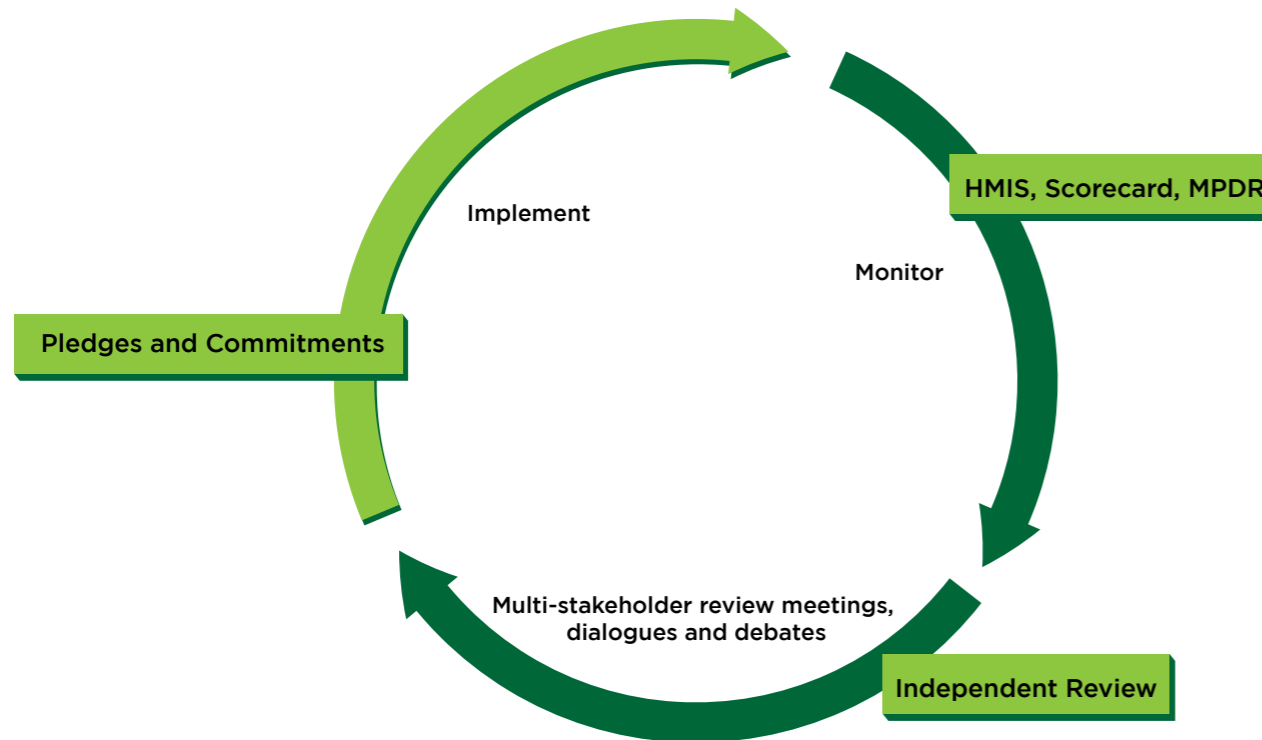 HMIS, Scorecard, MPDR
Implement
Monitor
Pledges and Commitments
Multi-stakeholder review meetings,
dialogues and debates
Independent Review